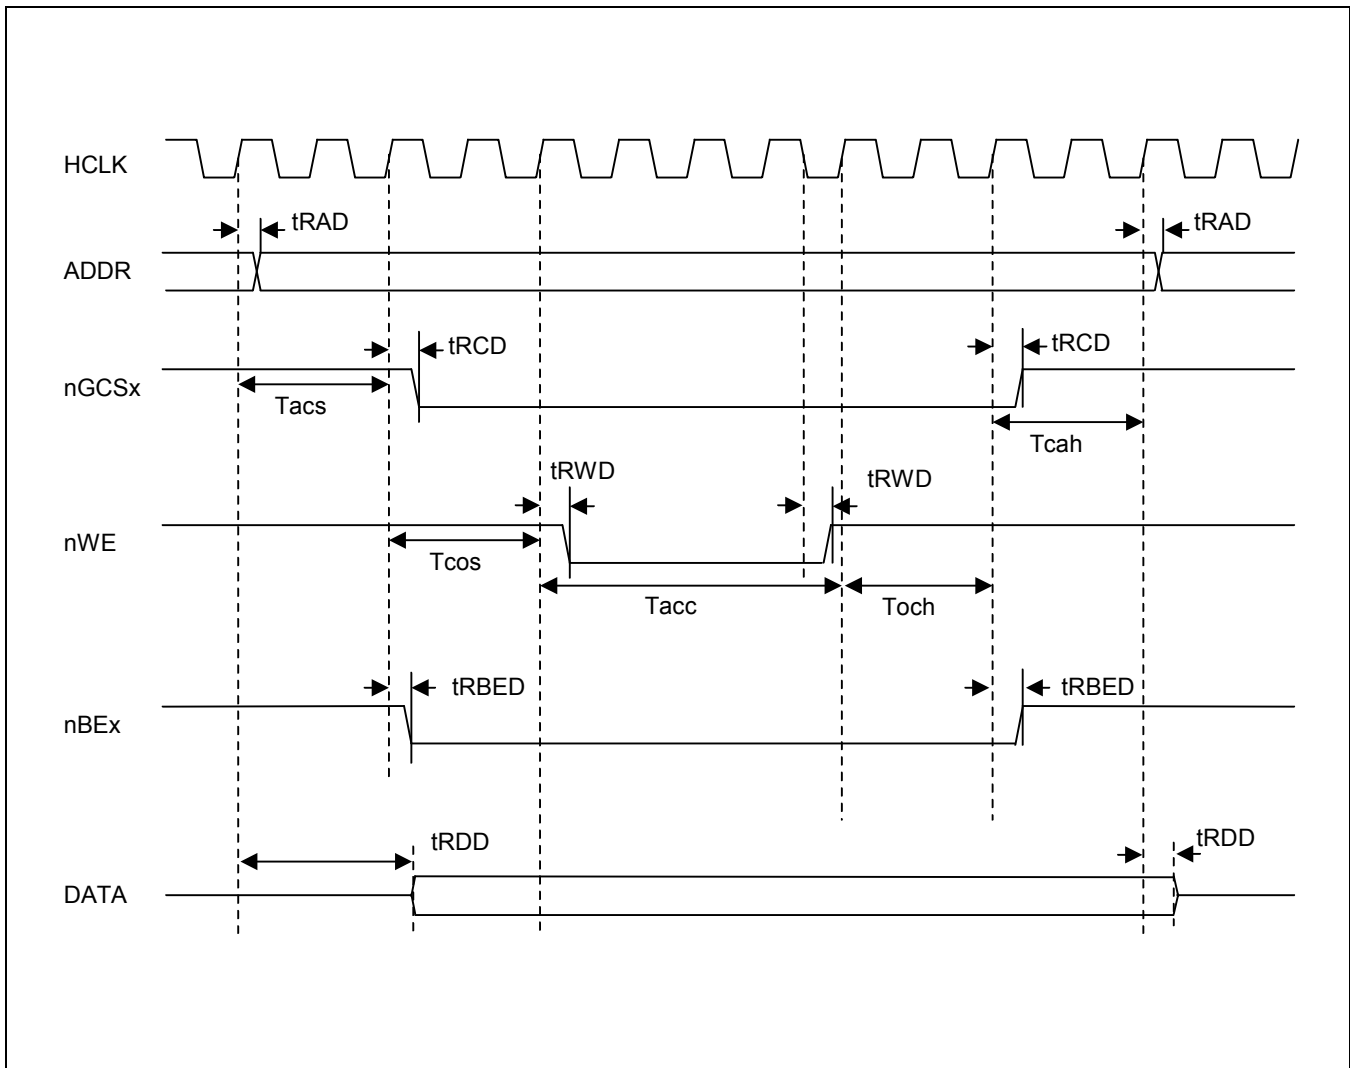 HCLK
tRAD
tRAD
ADDR
tRCD
tRCD
nGCSx
Tacs
Tcah
tRWD
tRWD
nWE
Tcos
Tacc
Toch
tRBED
tRBED
nBEx
tRDD
tRDD
DATA